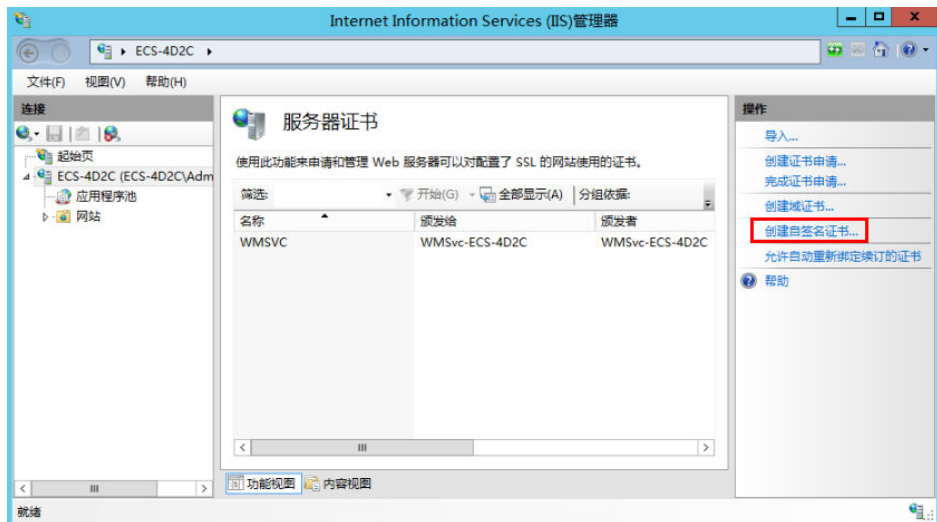 Internet Information Services (IIS)管理器
ECS-4D2C
文件(F) 视图(V) 帮助(H)
连接
起始页
ECS-4D2C (ECS-4D2C\Adm
应用程序池
网站
服务器证书
使用此功能来申请和管理 Web 服务器可以对配置了 SSL 的网站使用的证书。
筛选: 开始(G) 全部显示(A) 分组依据:
名称 颁发给 颁发者
WMSVC WMSvc-ECS-4D2C WMSvc-ECS-4D2C
功能视图 内容视图
操作
导入...
创建证书申请...
完成证书申请...
创建域证书...
创建自签名证书...
允许自动重新绑定续订的证书
帮助
就绪